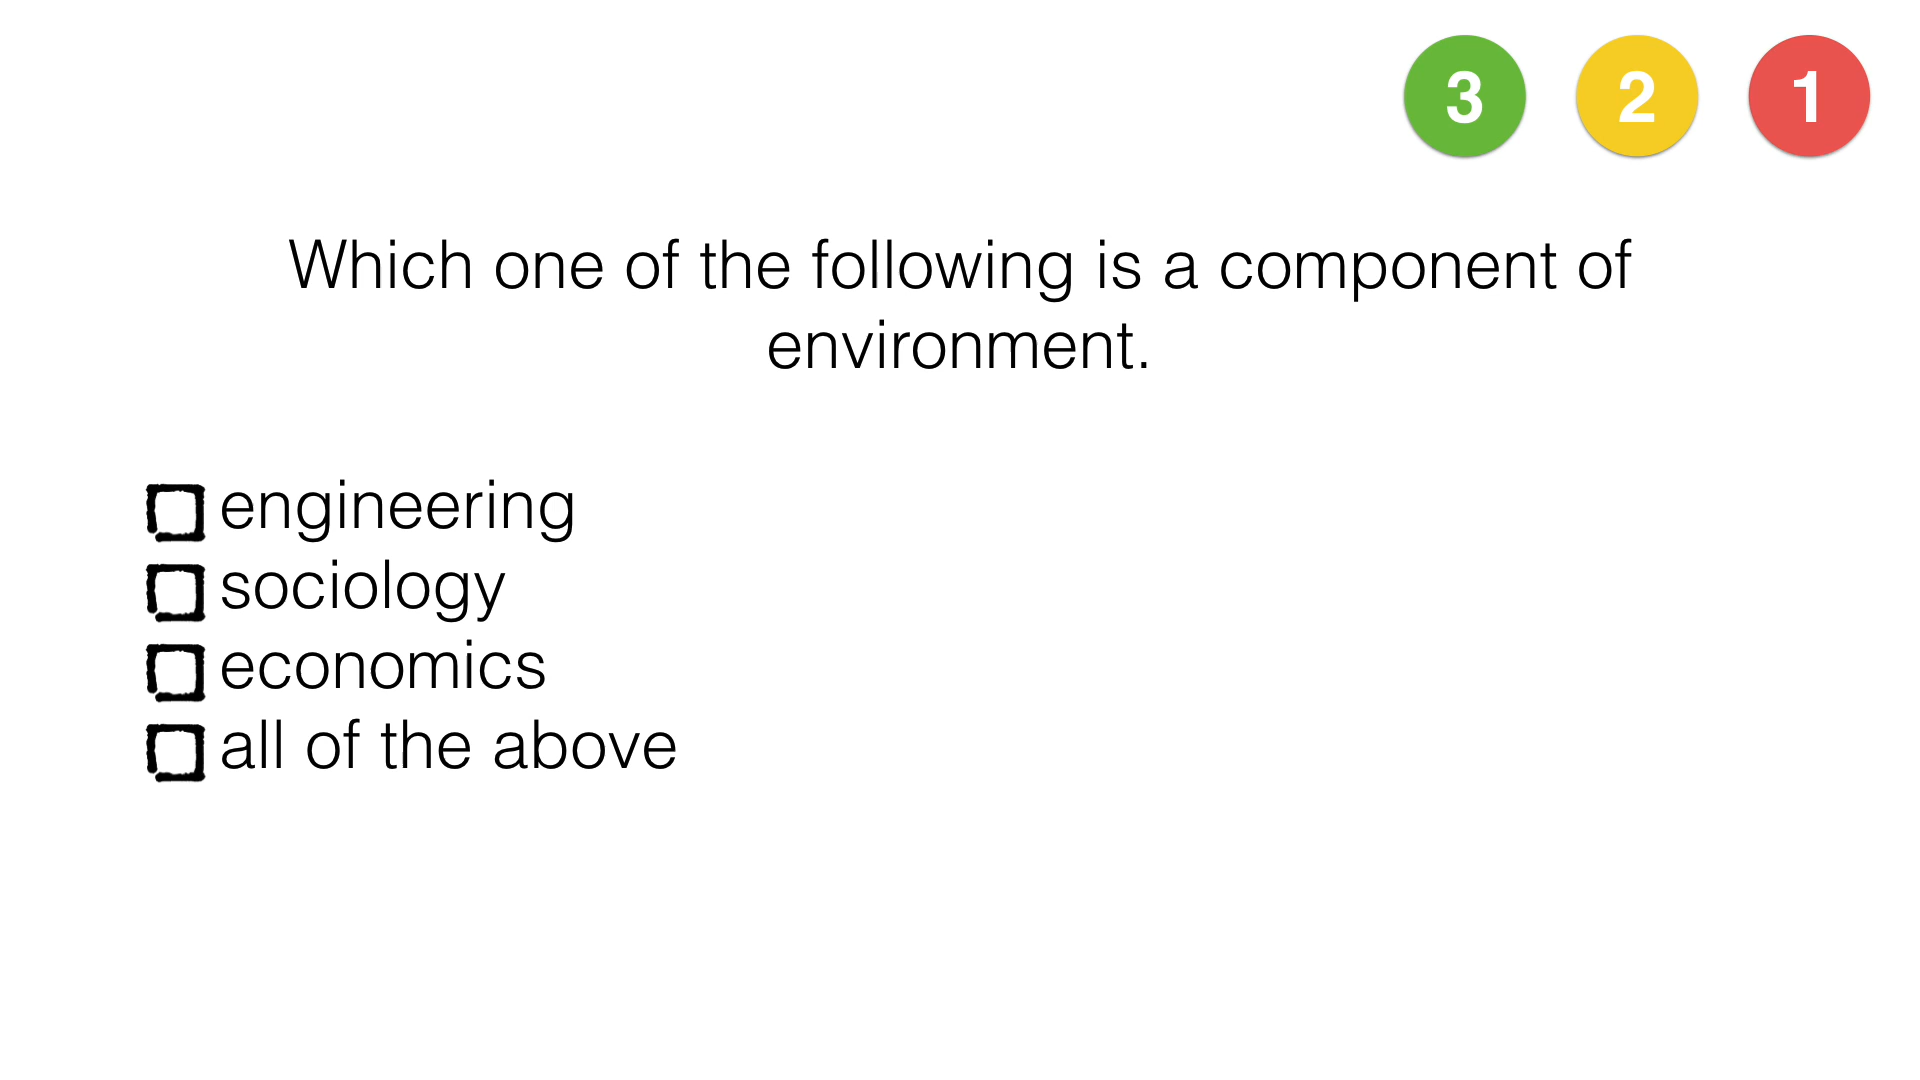 3 2 1
Which one of the following is a component of
environment.
engineering
sociology
economics
all of the above